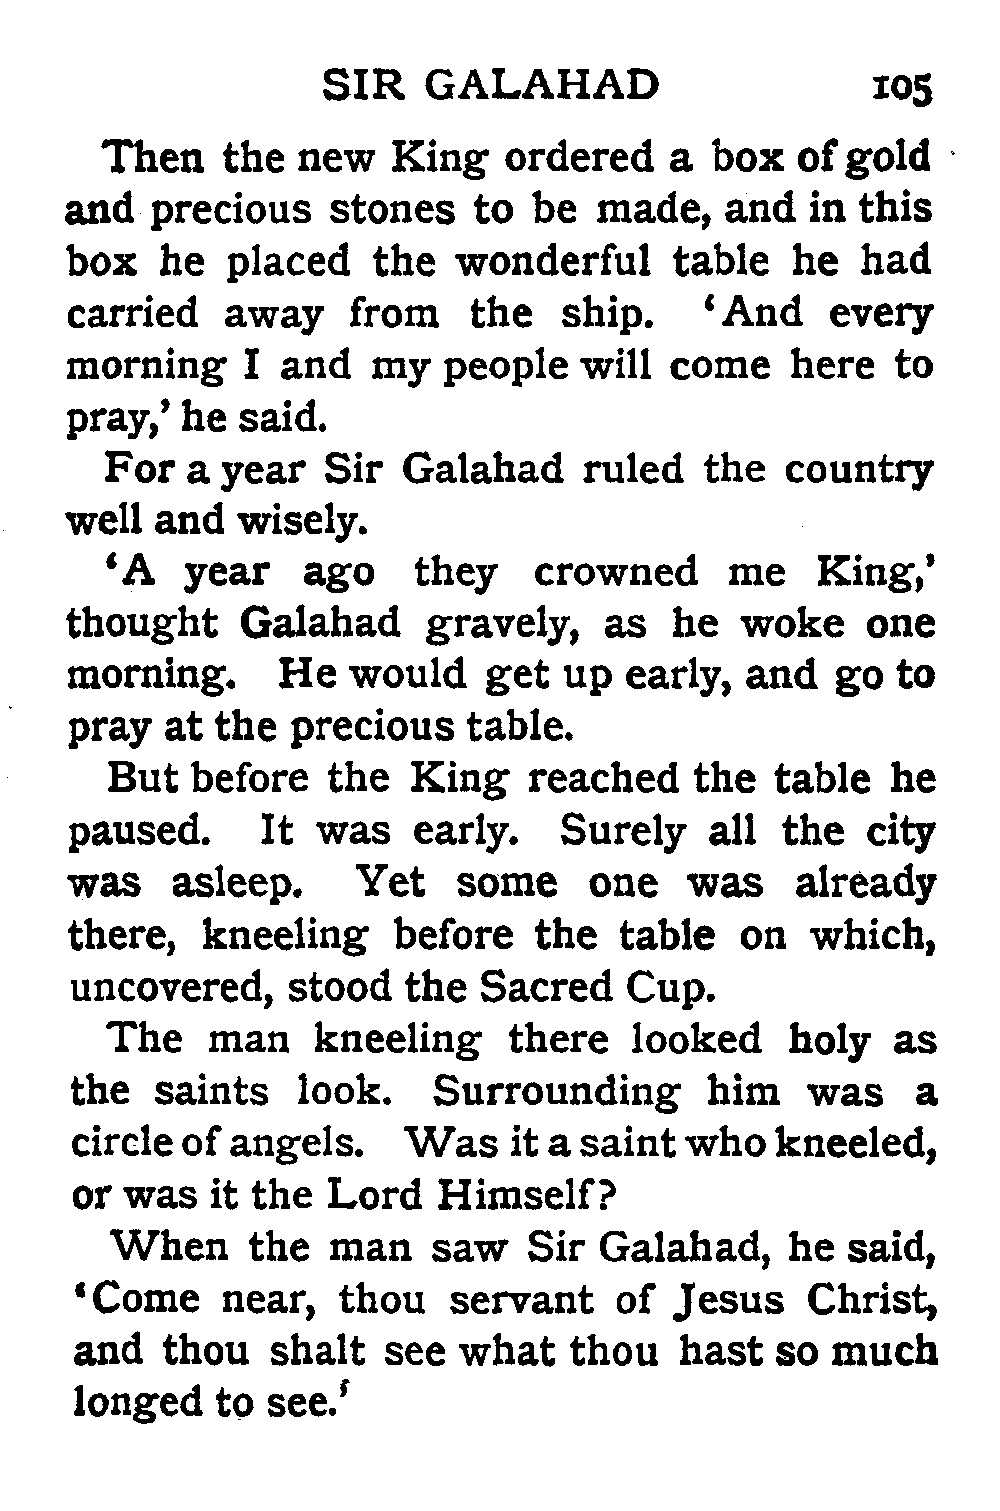 SIR GALAHAD 105
Then the new King ordered a box of gold
and precious stones to be made, and in this
box he placed the wonderful table he had
carried away from the ship. ‘And every
morning I and my people will come here to
pray,’ he said.
For a year Sir Galahad ruled the country
well and wisely.
‘A year ago they crowned me King,’
thought Galahad gravely, as he woke one
morning. He would get up early, and go to
pray at the precious table.
But before the King reached the table he
paused. It was early. Surely all the city
was asleep. Yet some one was already
there, kneeling before the table on which,
uncovered, stood the Sacred Cup.
The man kneeling there looked holy as
the saints look. Surrounding him was a
circle of angels. Was it a saint who kneeled,
or was it the Lord Himself?
When the man saw Sir Galahad, he said,
‘Come near, thou servant of Jesus Christ,
and thou shalt see what thou hast so much
longed to see.’